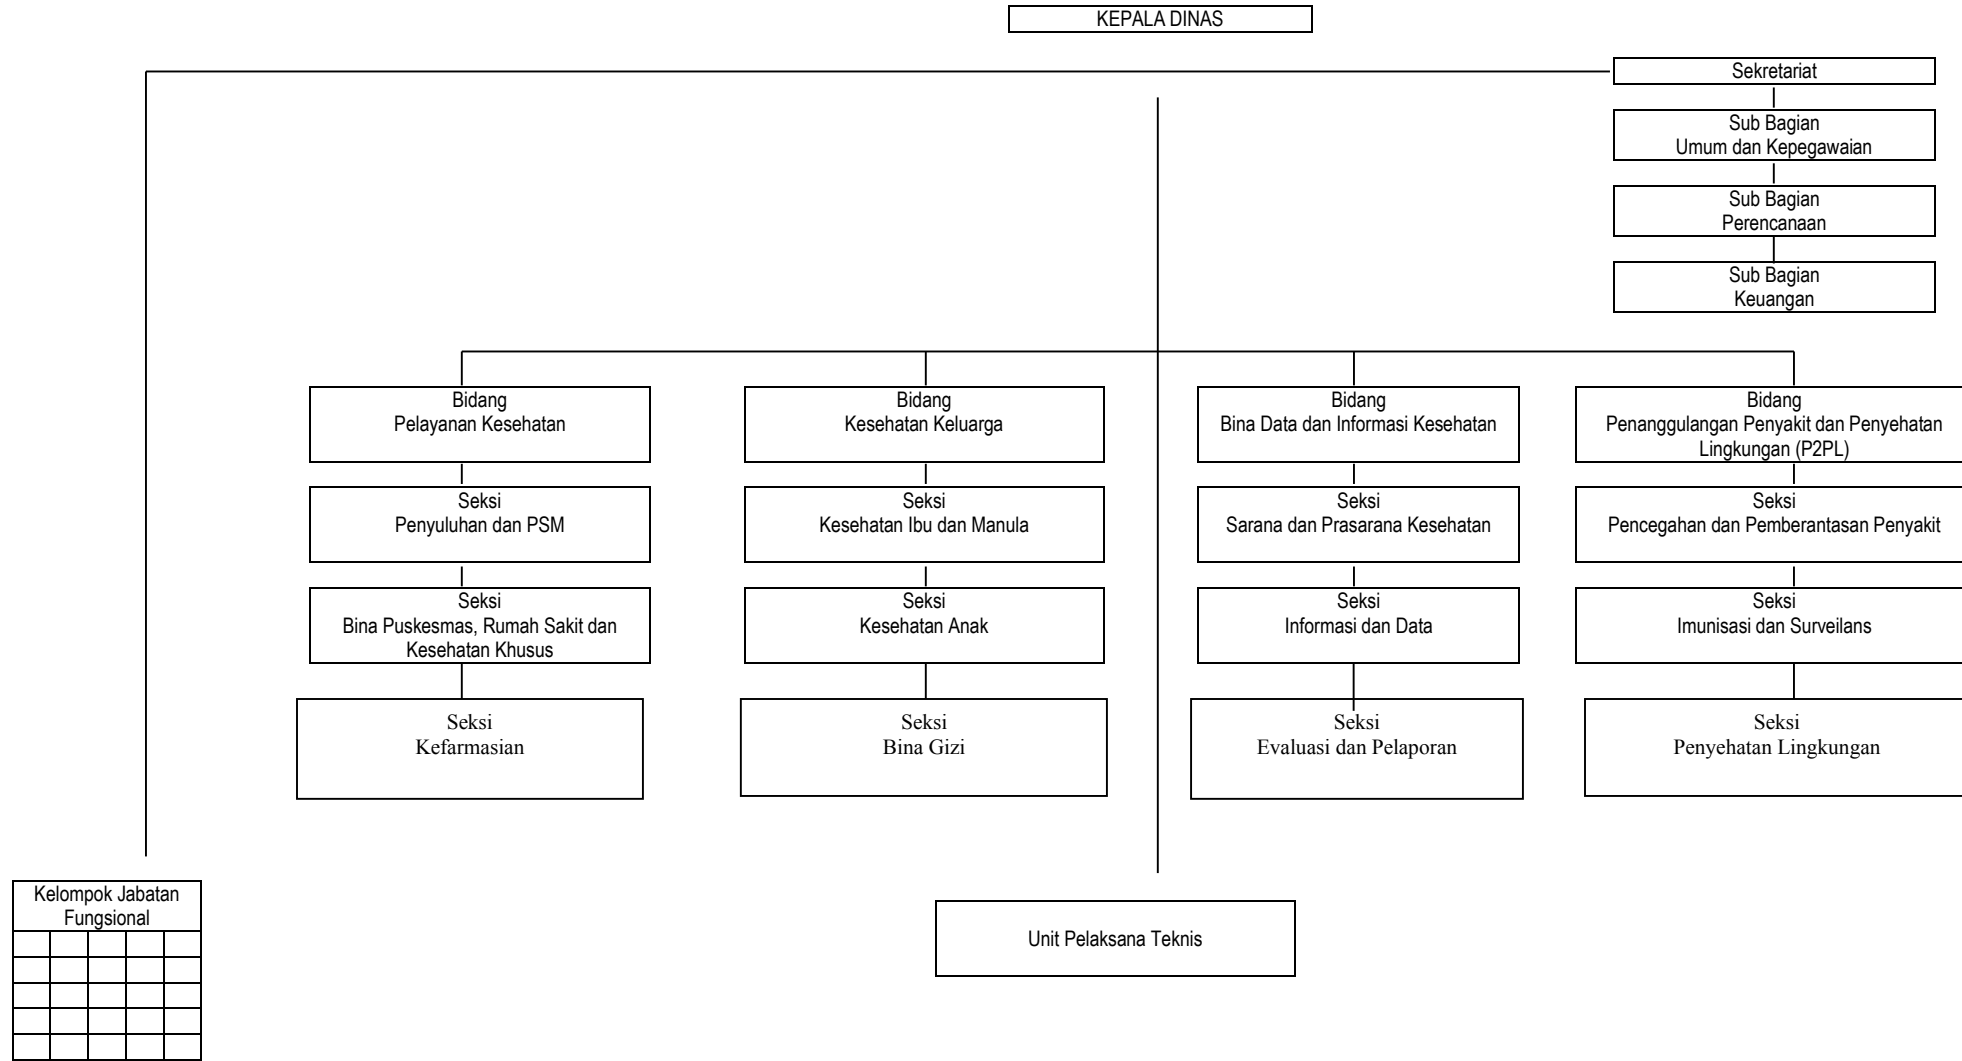 KEPALA DINAS
Sekretariat
Sub Bagian
Umum dan Kepegawaian
Sub Bagian
Perencanaan
Sub Bagian
Keuangan
Bidang
Pelayanan Kesehatan
Bidang
Kesehatan Keluarga
Bidang
Bina Data dan Informasi Kesehatan
Bidang
Penanggulangan Penyakit dan Penyehatan
Lingkungan (P2PL)
Seksi
Penyuluhan dan PSM
Seksi
Kesehatan Ibu dan Manula
Seksi
Sarana dan Prasarana Kesehatan
Seksi
Pencegahan dan Pemberantasan Penyakit
Seksi
Bina Puskesmas, Rumah Sakit dan
Kesehatan Khusus
Seksi
Kesehatan Anak
Seksi
Informasi dan Data
Seksi
Imunisasi dan Surveilans
Seksi
Kefarmasian
Seksi
Bina Gizi
Seksi
Evaluasi dan Pelaporan
Seksi
Penyehatan Lingkungan
Kelompok Jabatan
Fungsional
Unit Pelaksana Teknis